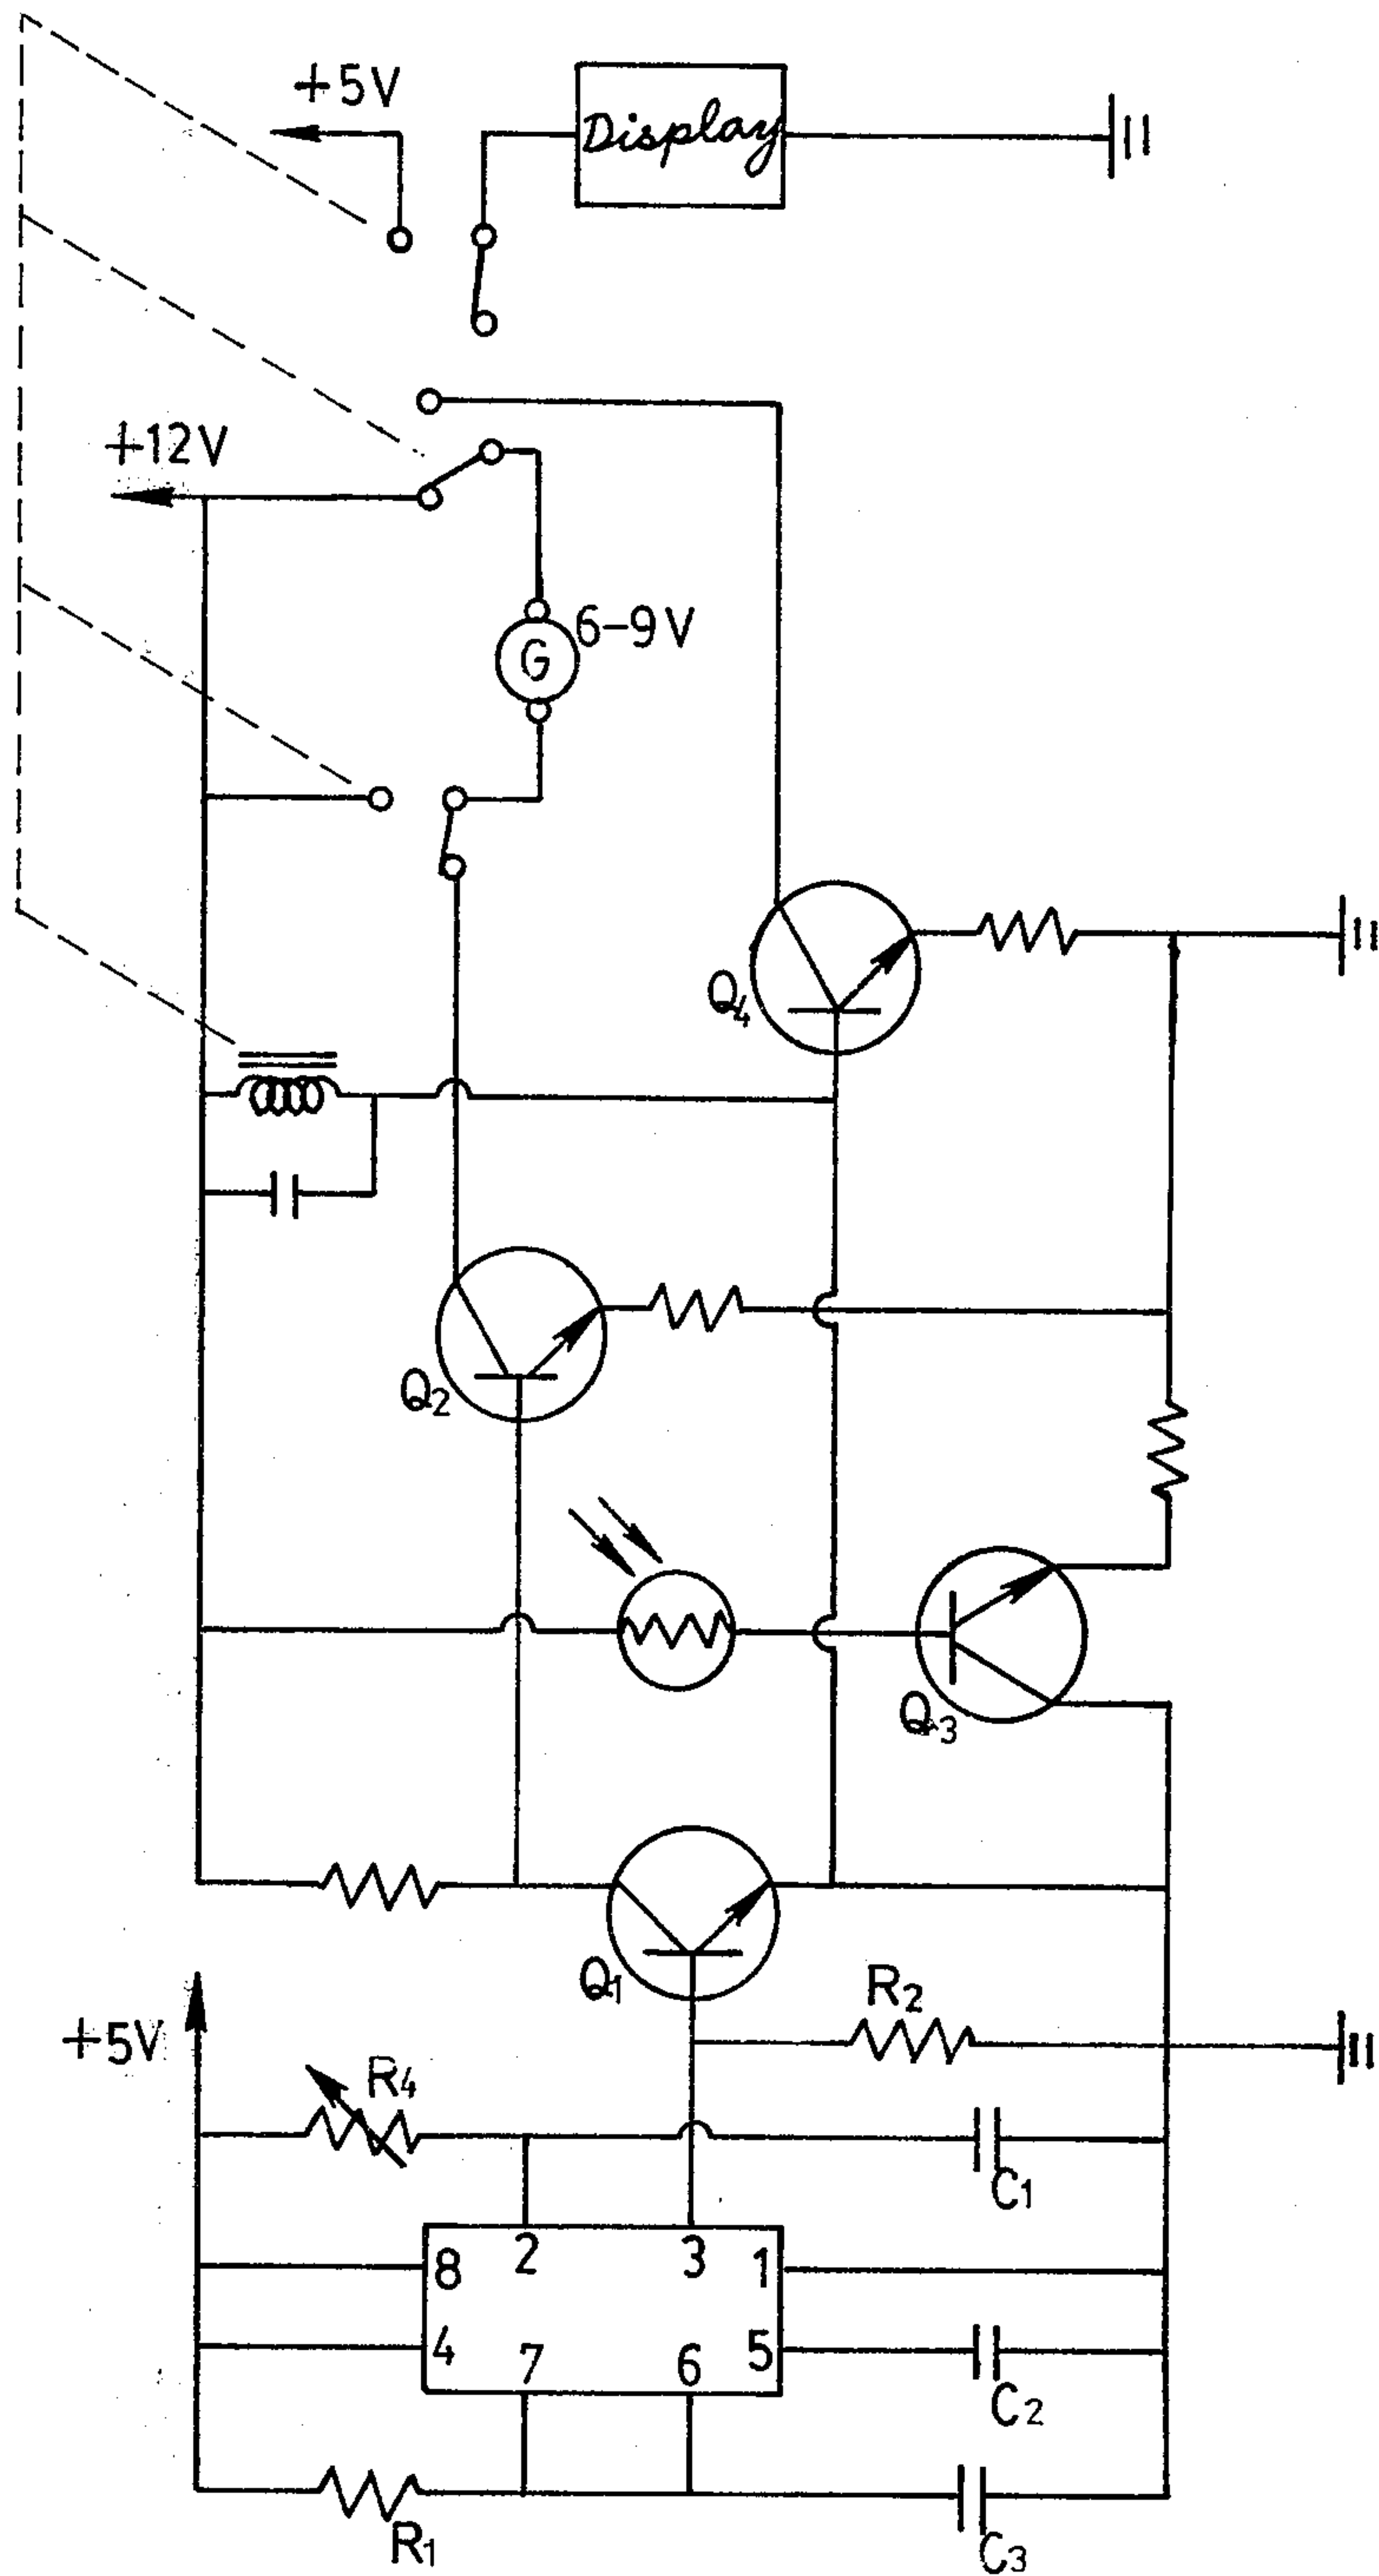 +5V
Display
+12V
6-9V
G
Q4
Q2
Q3
Q1
R2
+5V
R4
C1
8 2 3 1
4 7 6 5
C2
R1
C3